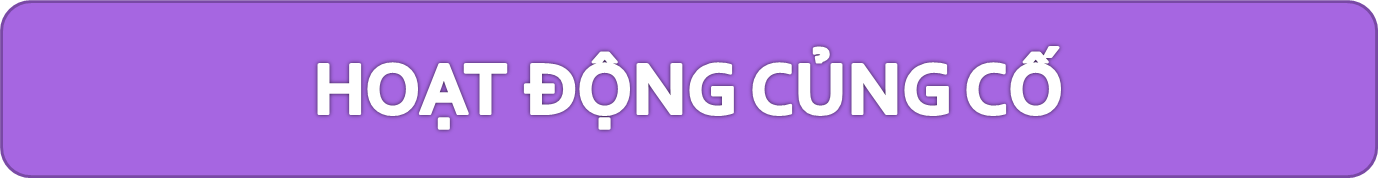 HOẠT ĐỘNG CỦNG CỐ